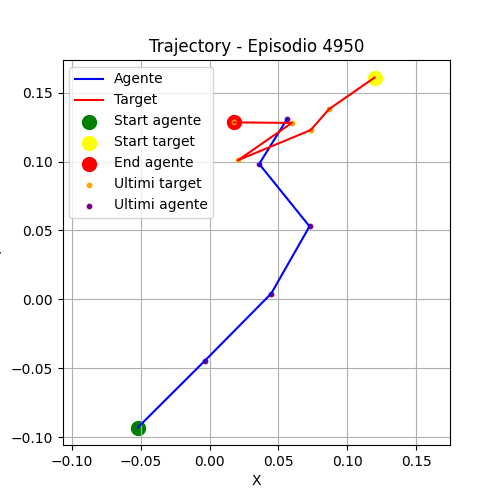 Trajectory - Episodio 4950
Agente
Target
Start agente
Start target
End agente
Ultimi target
Ultimi agente
0.15
0.10
0.05
0.00
−0.05
−0.10
−0.10
−0.05
0.00
0.05
0.10
0.15
X